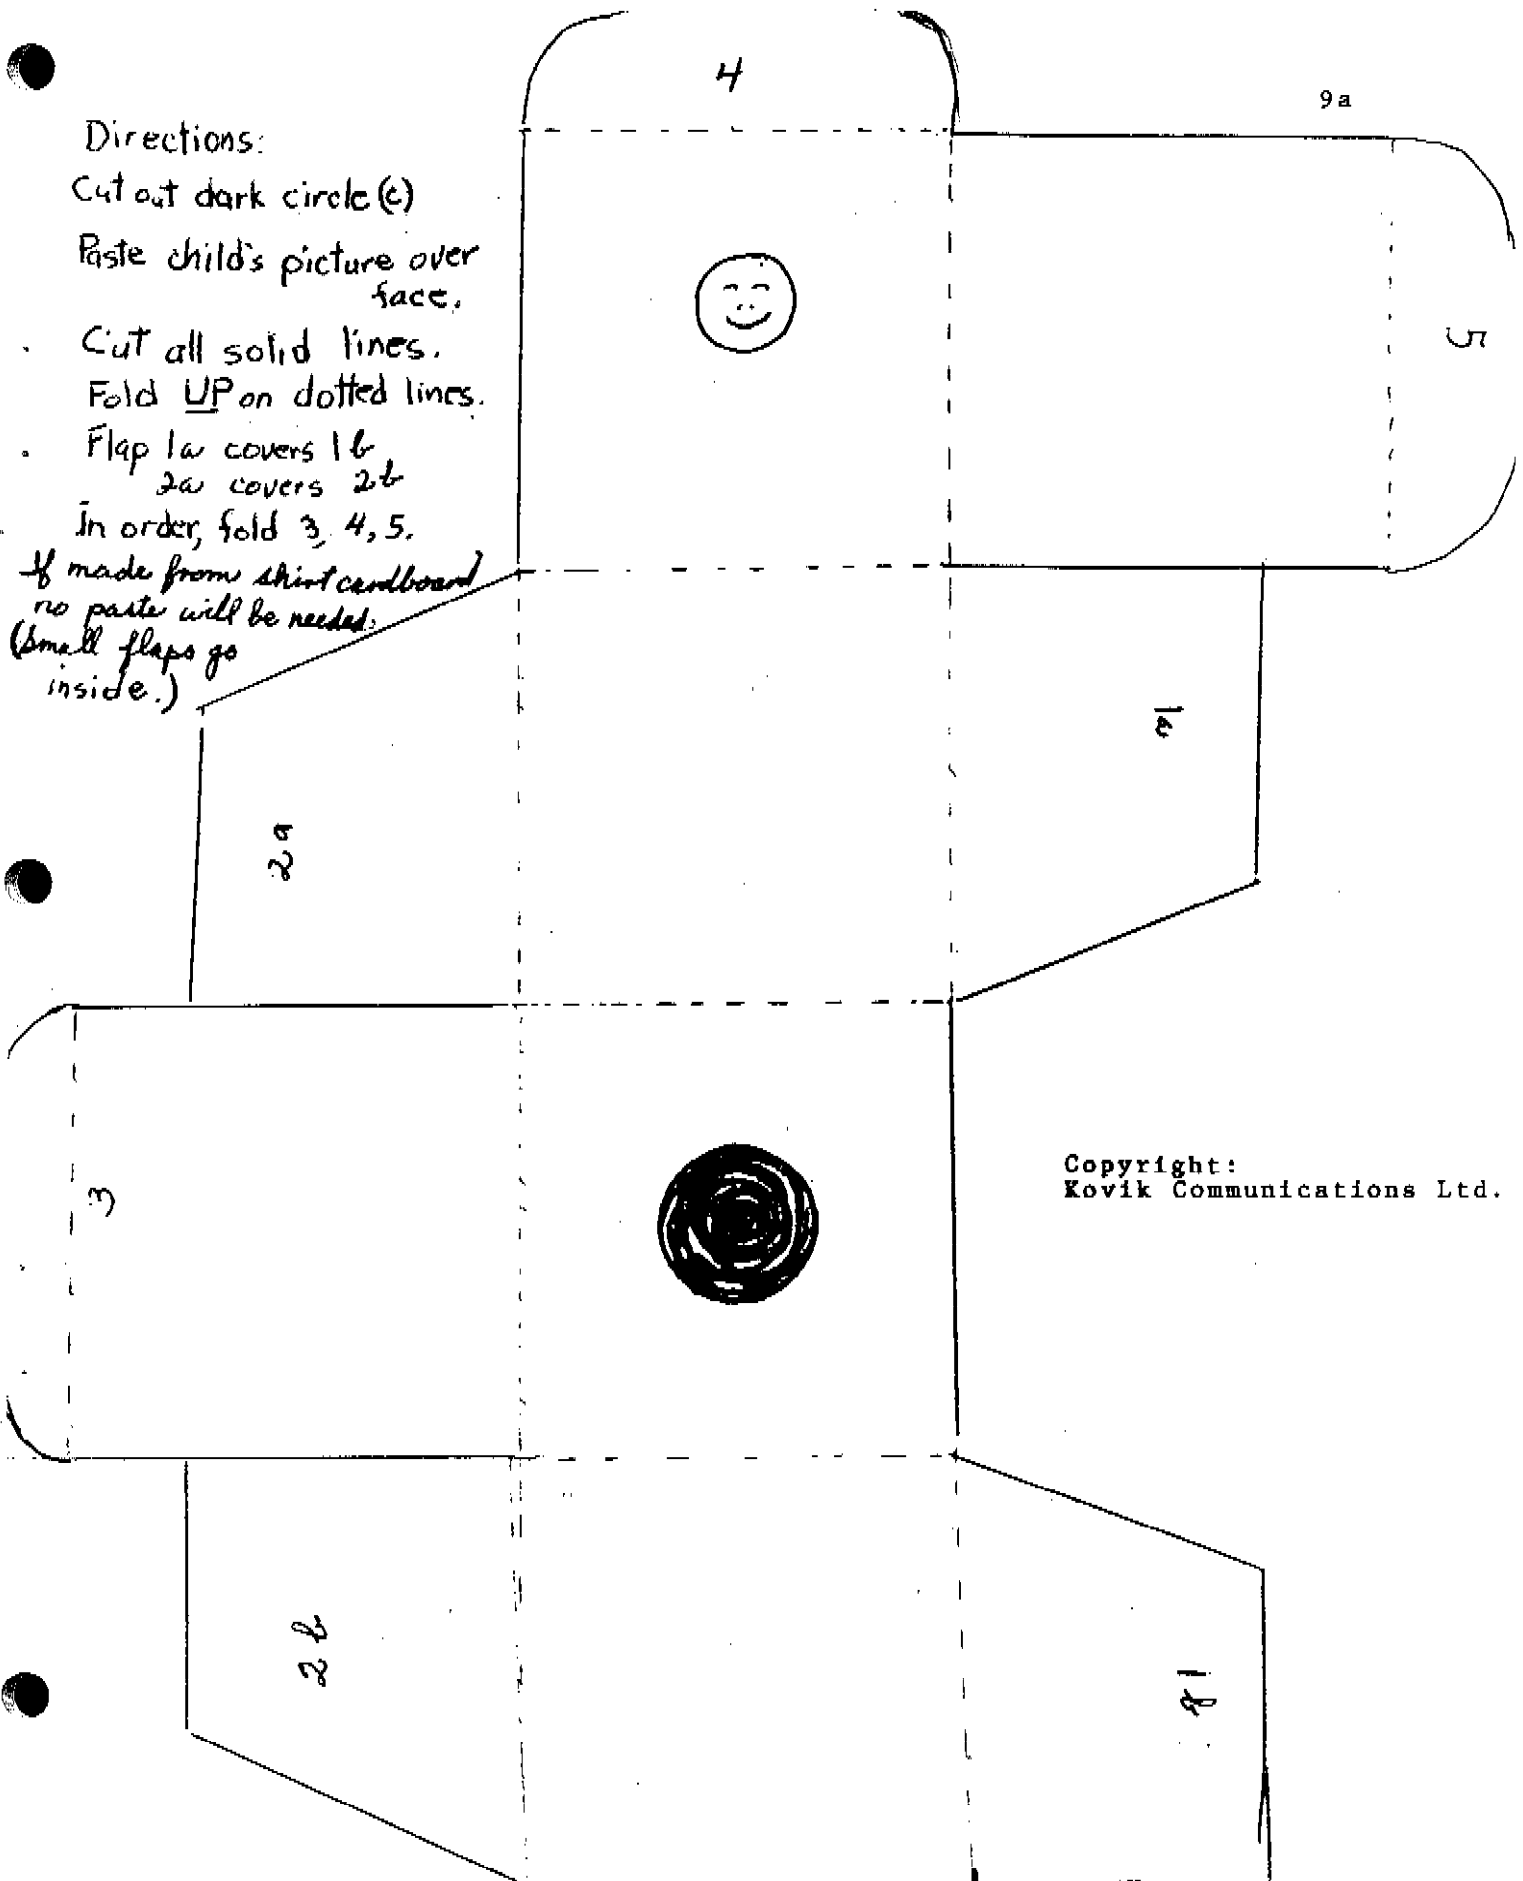 4
9a
Directions:
Cut out dark circle (c)
Paste child's picture over
face.
Cut all solid lines.
Fold UP on dotted lines.
Flap 1a covers 1b
2a covers 2b
In order, fold 3, 4, 5.
If made from shirt cardboard
no paste will be needed.
(Small flaps go
inside.)
5
1a
2a
3
Copyright:
Kovik Communications Ltd.
2b
1b